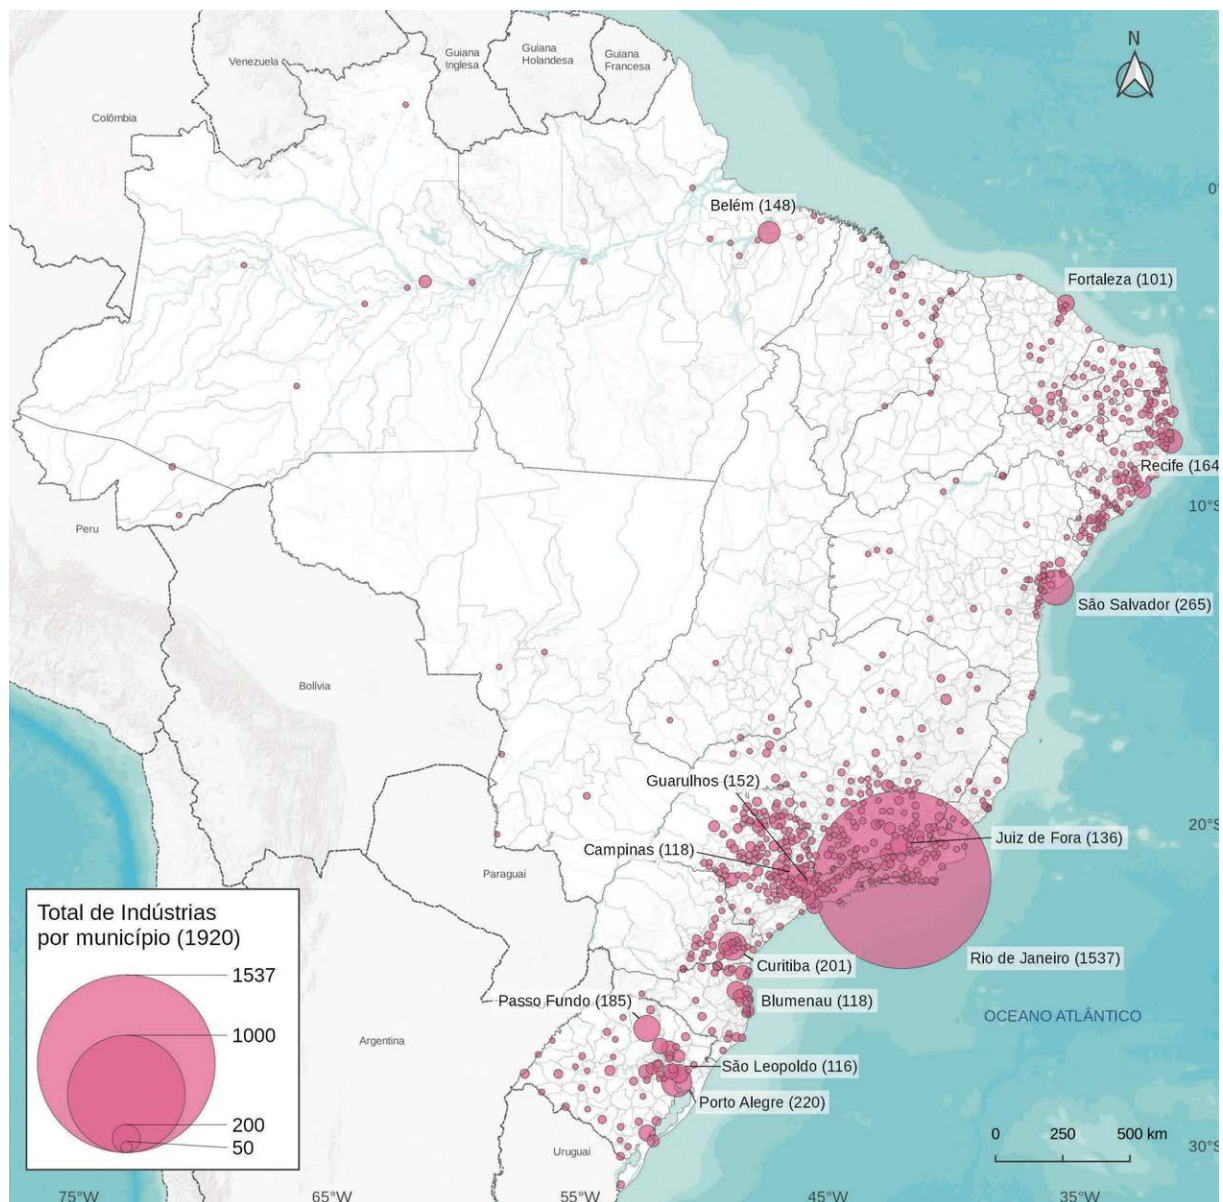 N
Guiana
Inglesa
Guiana
Holandesa
Guiana
Francesa
Venezuela
Colômbia
0°
Belém (148)
Fortaleza (101)
Recife (164
10°S
Peru
São Salvador (265)
Bolívia
Guarulhos (152)
20°S
Juiz de Fora (136)
Campinas (118)
Paraguai
Total de Indústrias
por município (1920)
1537
1000
200
50
Rio de Janeiro (1537)
Curitiba (201)
Passo Fundo (185)
Blumenau (118)
OCEANO ATLÂNTICO
Argentina
São Leopoldo (116)
Porto Alegre (220)
0 250 500 km
30°S
Uruguai
75°W 65°W 55°W 45°W 35°W